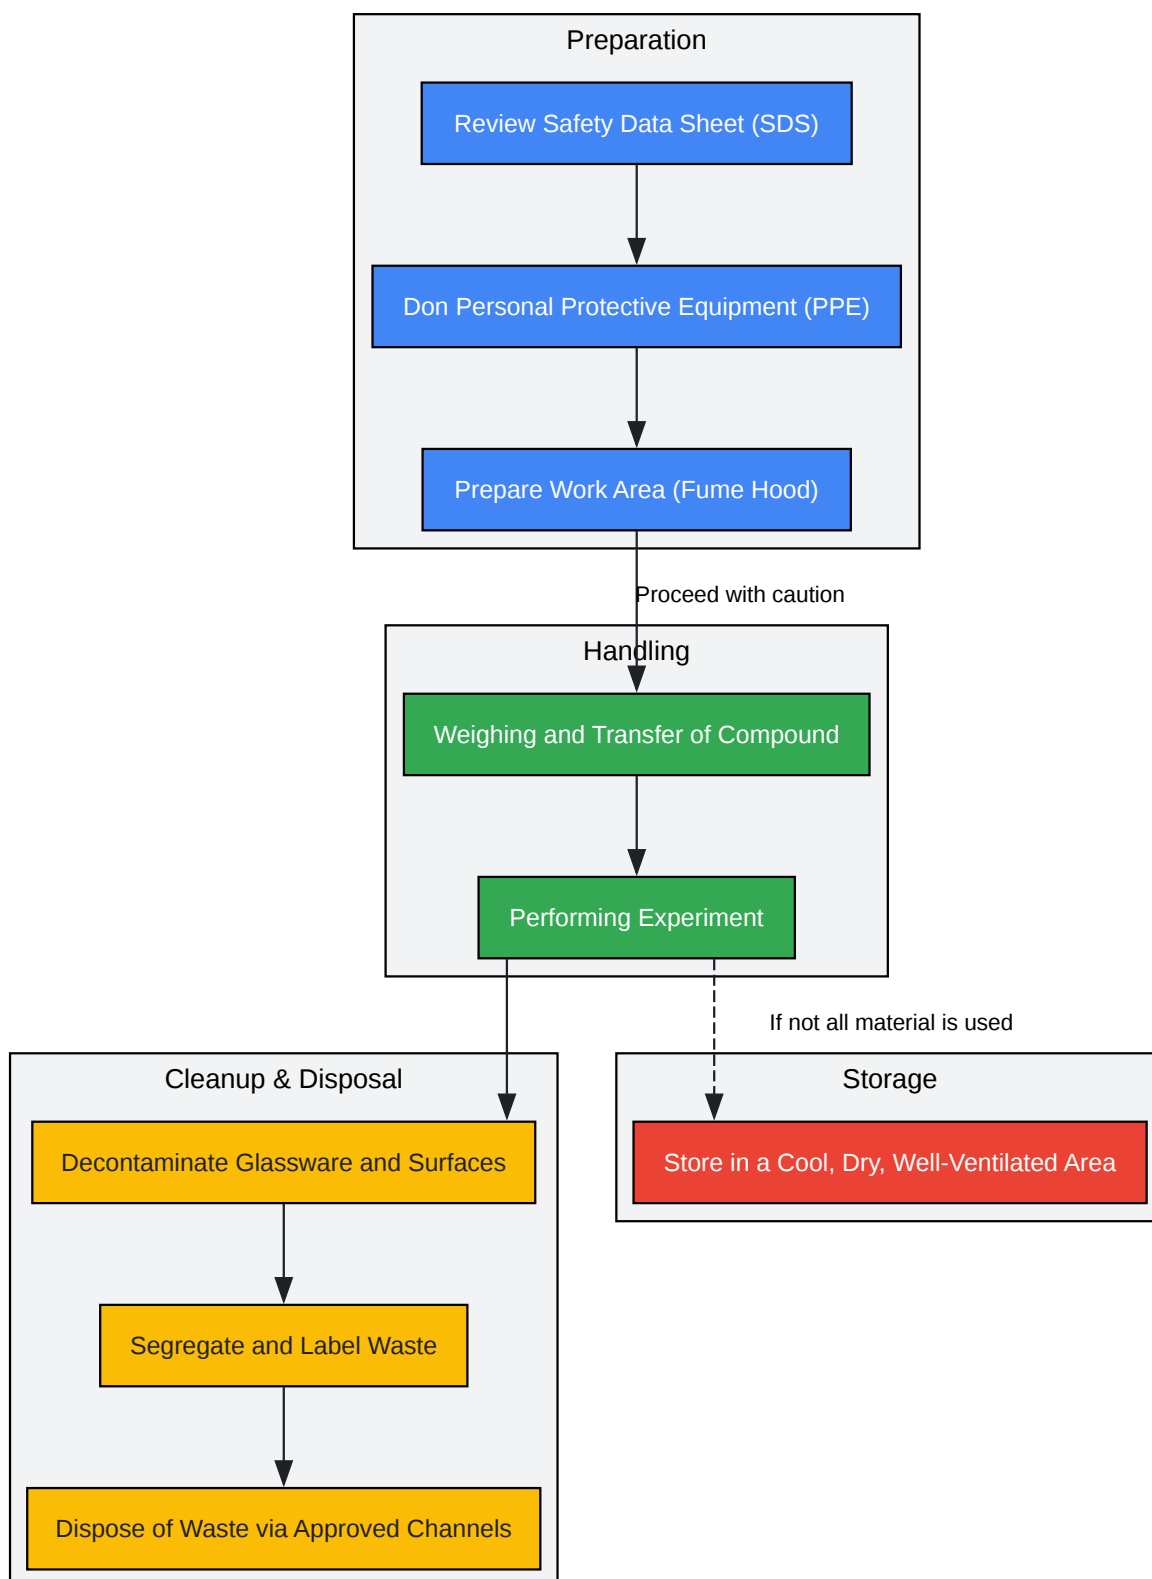 Preparation
Review Safety Data Sheet (SDS)
Don Personal Protective Equipment (PPE)
Prepare Work Area (Fume Hood)
Proceed with caution
Handling
Weighing and Transfer of Compound
Performing Experiment
If not all material is used
Cleanup & Disposal
Decontaminate Glassware and Surfaces
Segregate and Label Waste
Dispose of Waste via Approved Channels
Storage
Store in a Cool, Dry, Well-Ventilated Area